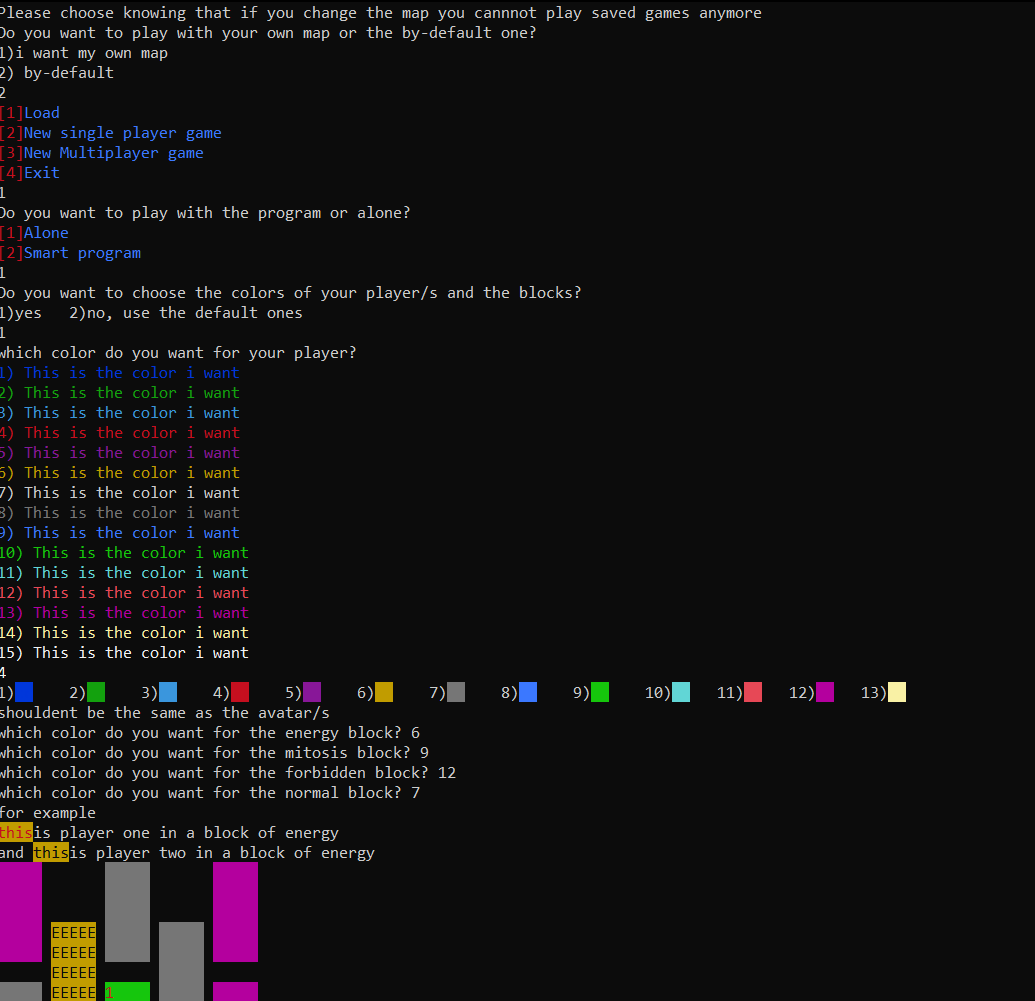 Please choose knowing that if you change the map you cannnot play saved games anymore
Do you want to play with your own map or the by-default one?
1)i want my own map
2) by-default
2
[1]Load
[2]New single player game
[3]New Multiplayer game
[4]Exit
1
Do you want to play with the program or alone?
[1]Alone
[2]Smart program
1
Do you want to choose the colors of your player/s and the blocks?
1)yes   2)no, use the default ones
1
which color do you want for your player?
1) This is the color i want
2) This is the color i want
3) This is the color i want
4) This is the color i want
5) This is the color i want
6) This is the color i want
7) This is the color i want
8) This is the color i want
9) This is the color i want
10) This is the color i want
11) This is the color i want
12) This is the color i want
13) This is the color i want
14) This is the color i want
15) This is the color i want
4
1)   2)   3)   4)   5)   6)   7)   8)   9)   10)   11)   12)   13)
shouldent be the same as the avatar/s
which color do you want for the energy block? 6
which color do you want for the mitosis block? 9
which color do you want for the forbidden block? 12
which color do you want for the normal block? 7
for example
thisis player one in a block of energy
and thisis player two in a block of energy
EEEEE
EEEEE
EEEEE
EEEEE 1